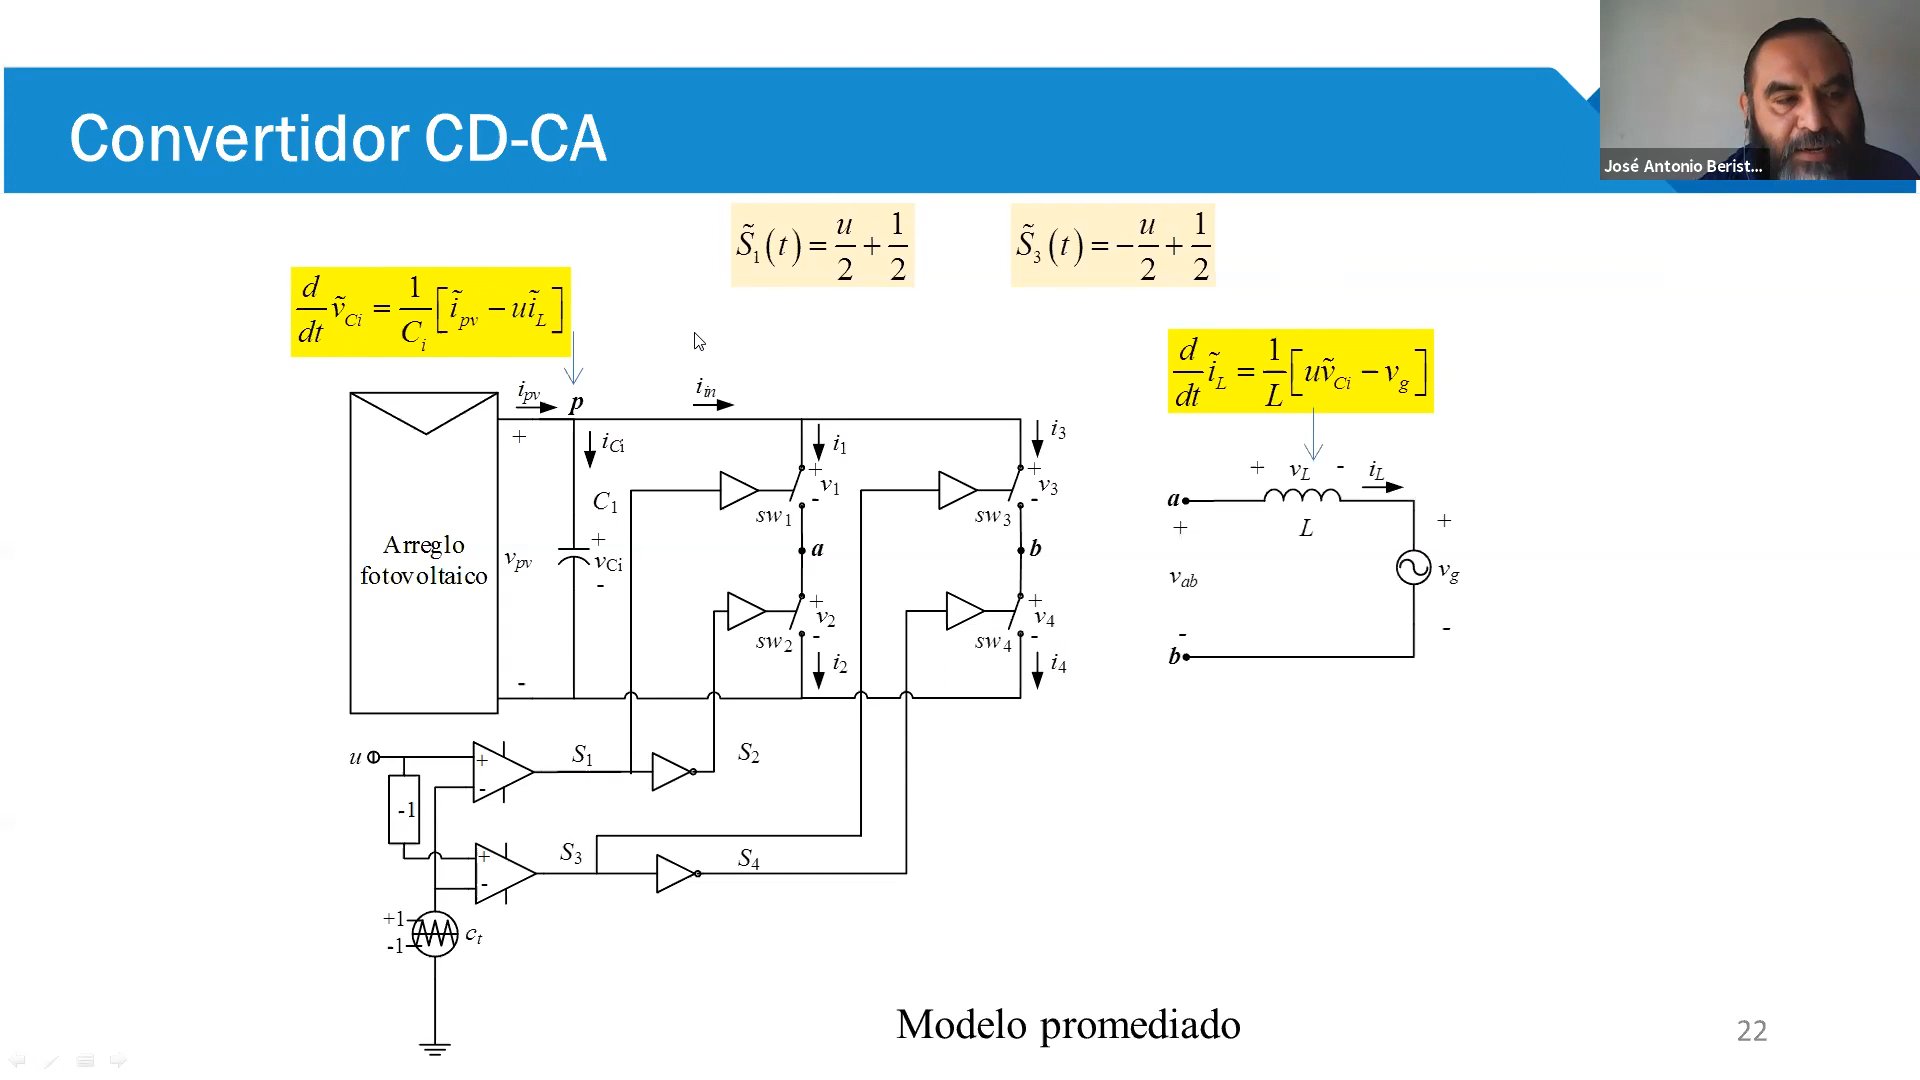 José Antonio Berist...
Convertidor CD-CA
S̃₁(t) = u/2 + 1/2
S̃₃(t) = −u/2 + 1/2
d/dt ṽ_Ci = 1/C_i [ĩ_pv − uĩ_L]
d/dt ĩ_L = 1/L [uṽ_Ci − v_g]
i_pv
p
i_in
+
i_Ci
i₁
i₃
+ v₁ -
+ v₃ -
C₁
sw₁
sw₃
Arreglo
fotovoltaico
v_pv
+
v_Ci
-
a
b
+ v₂ -
+ v₄ -
sw₂
sw₄
i₂
i₄
-
+ v_L - i_L
a
L
+
+
v_ab
v_g
-
-
b
u
+
-
S₁
S₂
-1
+
-
S₃
S₄
+1
-1
c_t
Modelo promediado
22